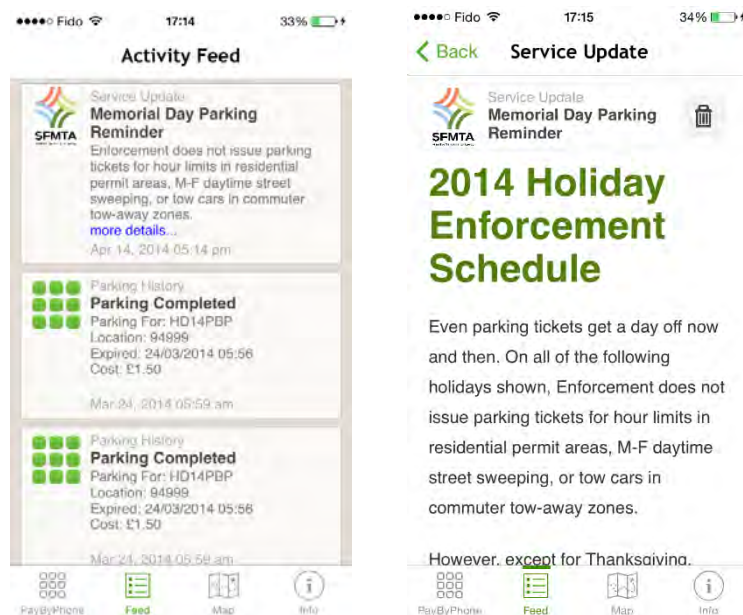 Fido 17:14 33%
Activity Feed
Service Update
Memorial Day Parking
Reminder
SFMTA
Enforcement does not issue parking
tickets for hour limits in residential
permit areas, M-F daytime street
sweeping, or tow cars in commuter
tow-away zones.
more details...
Apr 14, 2014 05:14 pm
Parking History
Parking Completed
Parking For: HD14PBP
Location: 94999
Expired: 24/03/2014 05:56
Cost: £1.50
Mar 24, 2014 05:59 am
Parking History
Parking Completed
Parking For: HD14PBP
Location: 94999
Expired: 24/03/2014 05:56
Cost: £1.50
Mar 24, 2014 05:59 am
PayByPhone Feed Map Info
Fido 17:15 34%
Back Service Update
Service Update
Memorial Day Parking
Reminder
SFMTA
2014 Holiday
Enforcement
Schedule
Even parking tickets get a day off now
and then. On all of the following
holidays shown, Enforcement does not
issue parking tickets for hour limits in
residential permit areas, M-F daytime
street sweeping, or tow cars in
commuter tow-away zones.
However, except for Thanksgiving,
PayByPhone Feed Map Info